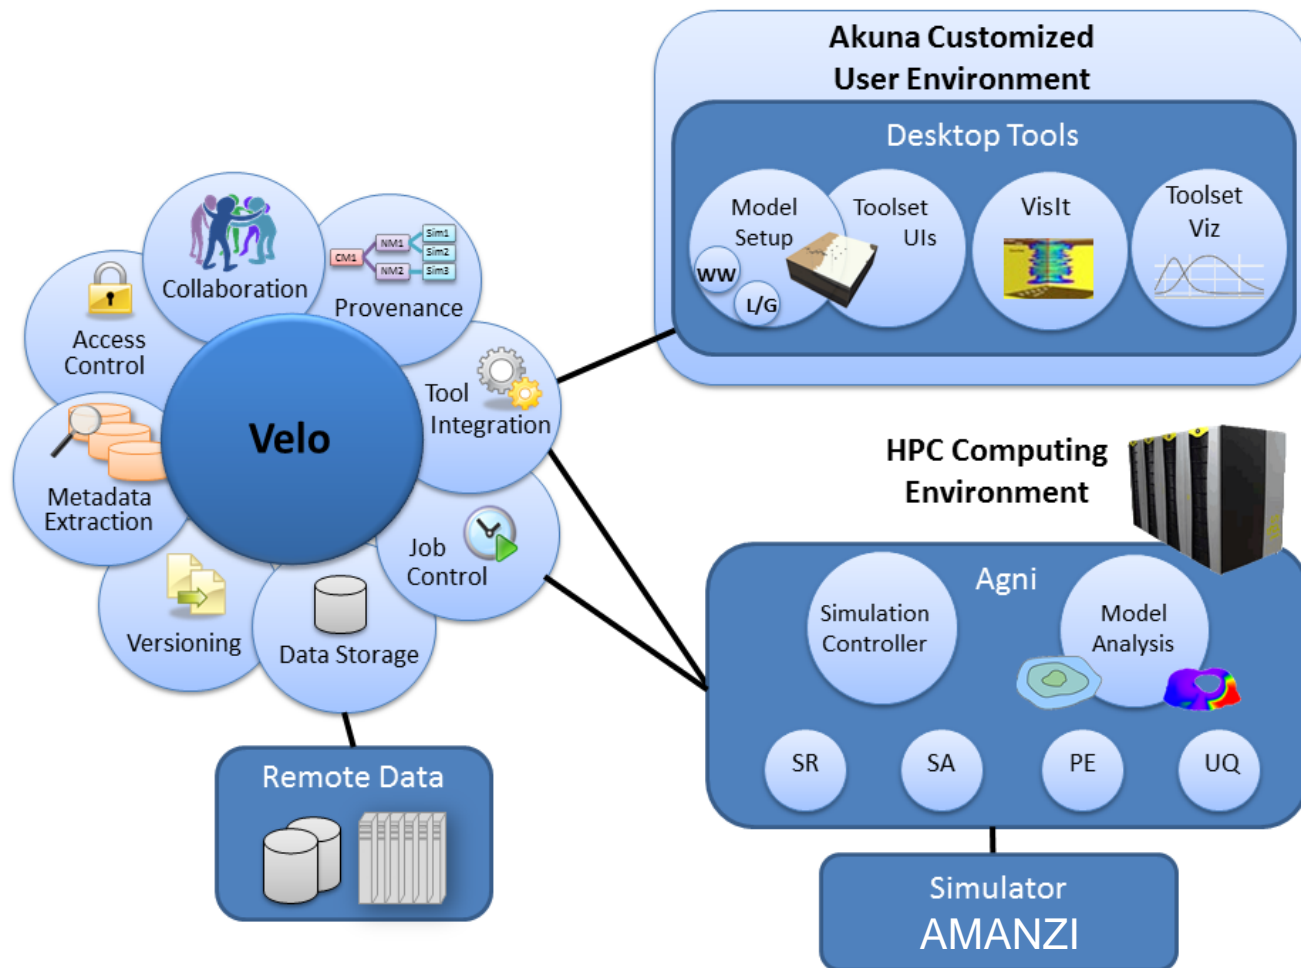 Akuna Customized
User Environment
Desktop Tools
Model
Setup
WW
L/G
Toolset
UIs
VisIt
Toolset
Viz
Collaboration
CM1
NM1
NM2
Sim1
Sim2
Sim3
Provenance
Access
Control
Tool
Integration
Velo
Metadata
Extraction
Job
Control
Versioning
Data Storage
Remote Data
HPC Computing
Environment
Agni
Simulation
Controller
Model
Analysis
SR
SA
PE
UQ
Simulator
AMANZI